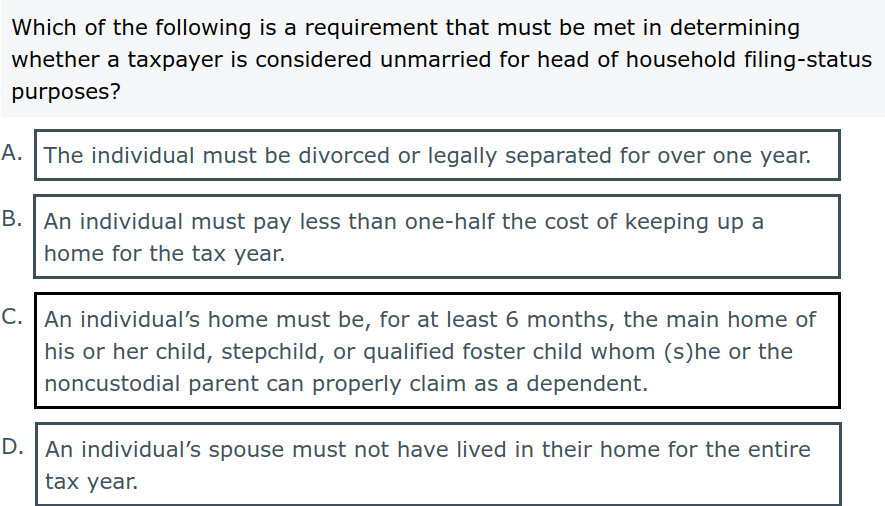 Which of the following is a requirement that must be met in determining
whether a taxpayer is considered unmarried for head of household filing-status
purposes?
A. The individual must be divorced or legally separated for over one year.
B. An individual must pay less than one-half the cost of keeping up a
home for the tax year.
C. An individual’s home must be, for at least 6 months, the main home of
his or her child, stepchild, or qualified foster child whom (s)he or the
noncustodial parent can properly claim as a dependent.
D. An individual’s spouse must not have lived in their home for the entire
tax year.